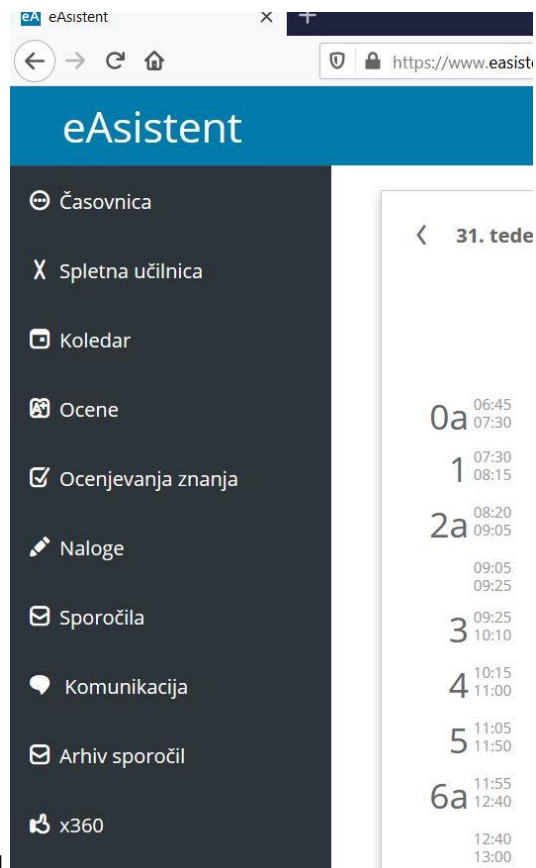 eA eAsistent
https://www.easiste
eAsistent
Časovnica
Spletna učilnica
Koledar
Ocene
Ocenjevanja znanja
Naloge
Sporočila
Komunikacija
Arhiv sporočil
x360
31. tede
0a 06:45
07:30
1 07:30
08:15
2a 08:20
09:05
09:05
09:25
3 09:25
10:10
4 10:15
11:00
5 11:05
11:50
6a 11:55
12:40
12:40
13:00